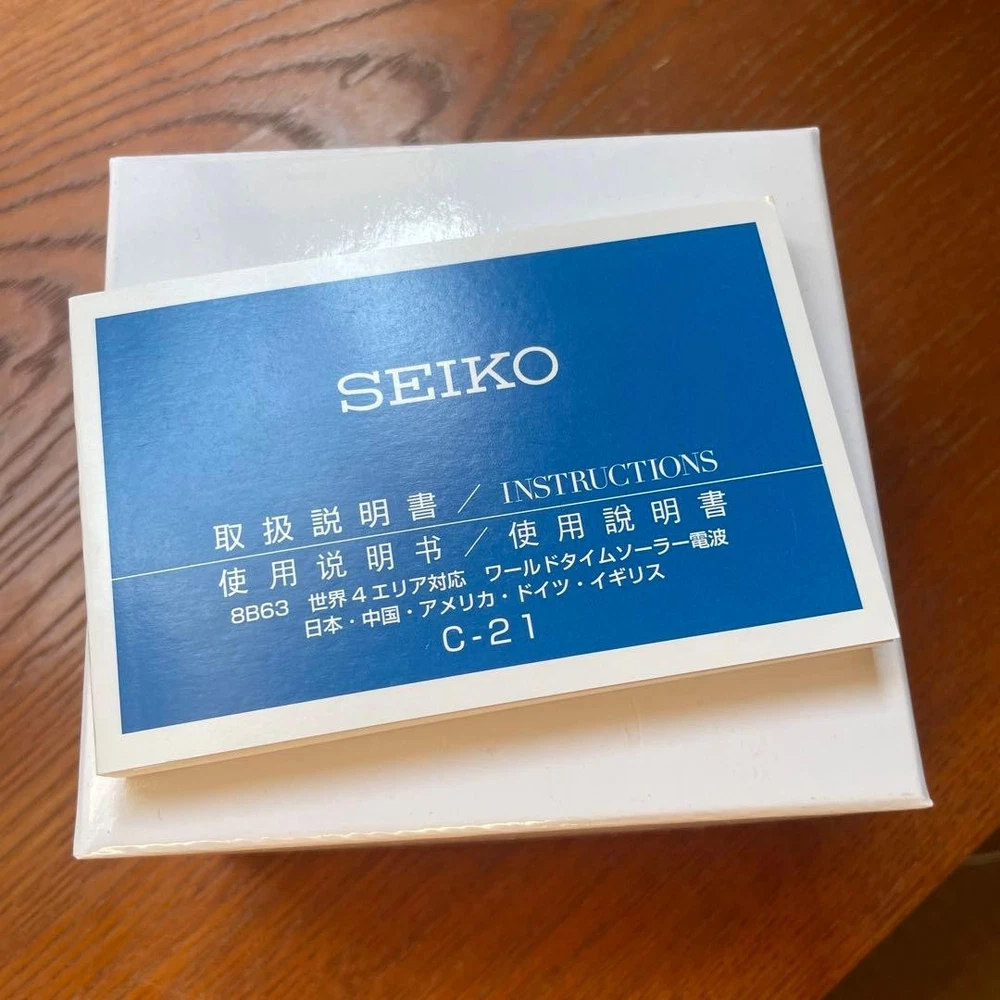 SEIKO
取扱説明書／INSTRUCTIONS
使用说明书／使用說明書
8B63 世界4エリア対応 ワールドタイムソーラー電波
日本・中国・アメリカ・ドイツ・イギリス
C-21